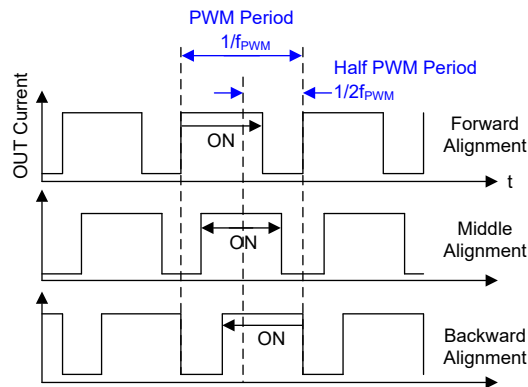 PWM Period
1/fPWM
Half PWM Period
1/2fPWM
OUT Current
ON
Forward
Alignment
t
ON
Middle
Alignment
ON
Backward
Alignment